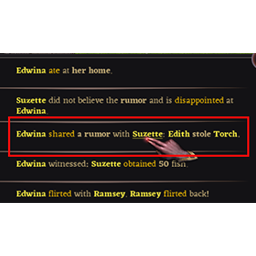 Edwina ate at her home.
Suzette did not believe the rumor and is disappointed at
Edwina.
Edwina shared a rumor with Suzette: Edith stole Torch.
Edwina witnessed: Suzette obtained 50 fish.
Edwina flirted with Ramsey. Ramsey flirted back!